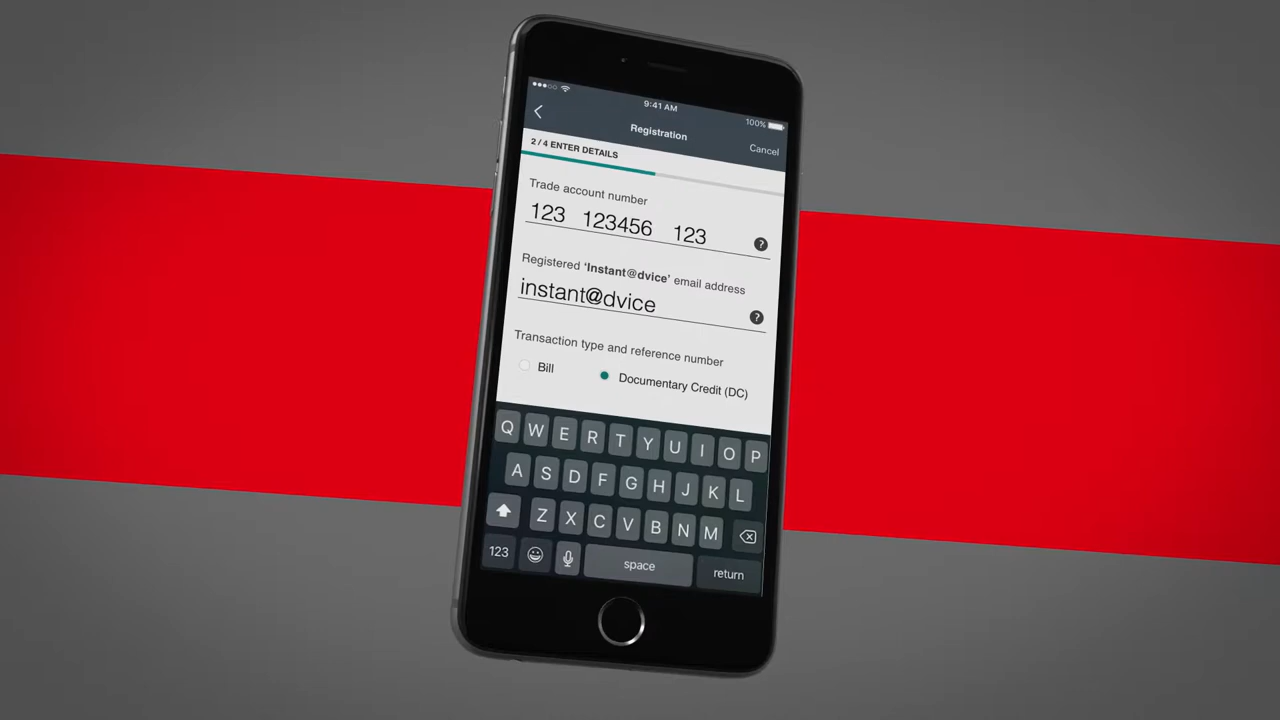 9:41 AM
100%
Registration
Cancel
2 / 4 ENTER DETAILS
Trade account number
123 123456 123
?
Registered ‘Instant@dvice’ email address
instant@dvice
?
Transaction type and reference number
Bill
Documentary Credit (DC)
Q W E R T Y U I O P
A S D F G H J K L
Z X C V B N M
123
space
return